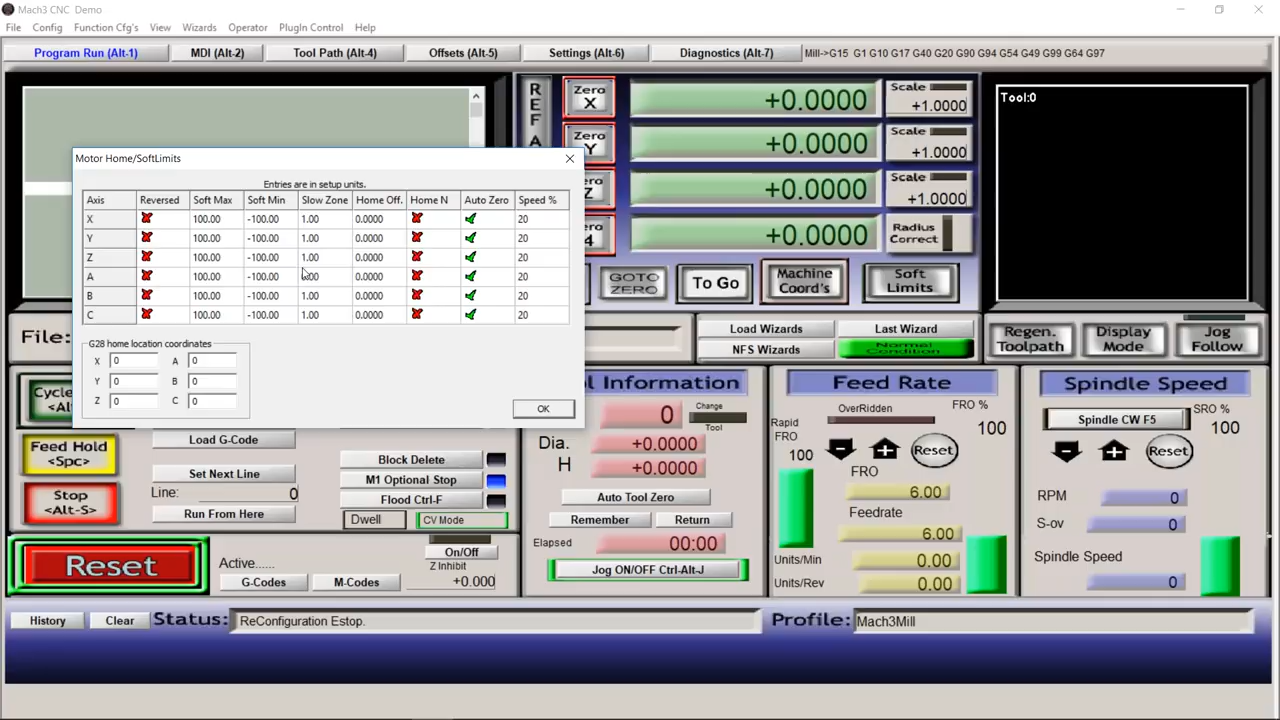 Mach3 CNC Demo
File Config Function Cfg's View Wizards Operator PlugIn Control Help
Program Run (Alt-1) MDI (Alt-2) Tool Path (Alt-4) Offsets (Alt-5) Settings (Alt-6) Diagnostics (Alt-7) Mill->G15 G1 G10 G17 G40 G20 G90 G94 G54 G49 G99 G64 G97
REF A
Zero X +0.0000 Scale +1.0000
Zero Y +0.0000 Scale +1.0000
Z +0.0000 Scale +1.0000
4 +0.0000 Radius Correct
Tool:0
GOTO ZERO To Go Machine Coord's Soft Limits
Motor Home/SoftLimits
Entries are in setup units.
Axis Reversed Soft Max Soft Min Slow Zone Home Off. Home N Auto Zero Speed %
X 100.00 -100.00 1.00 0.0000 20
Y 100.00 -100.00 1.00 0.0000 20
Z 100.00 -100.00 1.00 0.0000 20
A 100.00 -100.00 0.0000 20
B 100.00 -100.00 1.00 0.0000 20
C 100.00 -100.00 1.00 0.0000 20
G28 home location coordinates
X 0 A 0
Y 0 B 0
Z 0 C 0
OK
File:
Load Wizards Last Wizard
NFS Wizards Normal Condition
Regen. Toolpath Display Mode Jog Follow
Cycle
Feed Hold
<Spc>
Stop
<Alt-S>
Load G-Code
Set Next Line
Line: 0
Run From Here
Block Delete
M1 Optional Stop
Flood Ctrl-F
Dwell CV Mode
Reset
Active......
G-Codes M-Codes
On/Off
Z Inhibit
+0.000
Information
0 Change Tool
Dia. +0.0000
H +0.0000
Auto Tool Zero
Remember Return
Elapsed 00:00
Jog ON/OFF Ctrl-Alt-J
Feed Rate
OverRidden FRO %
Rapid FRO 100 100
Reset
FRO
6.00
Feedrate
6.00
Units/Min 0.00
Units/Rev 0.00
Spindle Speed
Spindle CW F5 SRO %
100
Reset
RPM 0
S-ov 0
Spindle Speed
0
History Clear Status: ReConfiguration Estop. Profile: Mach3Mill